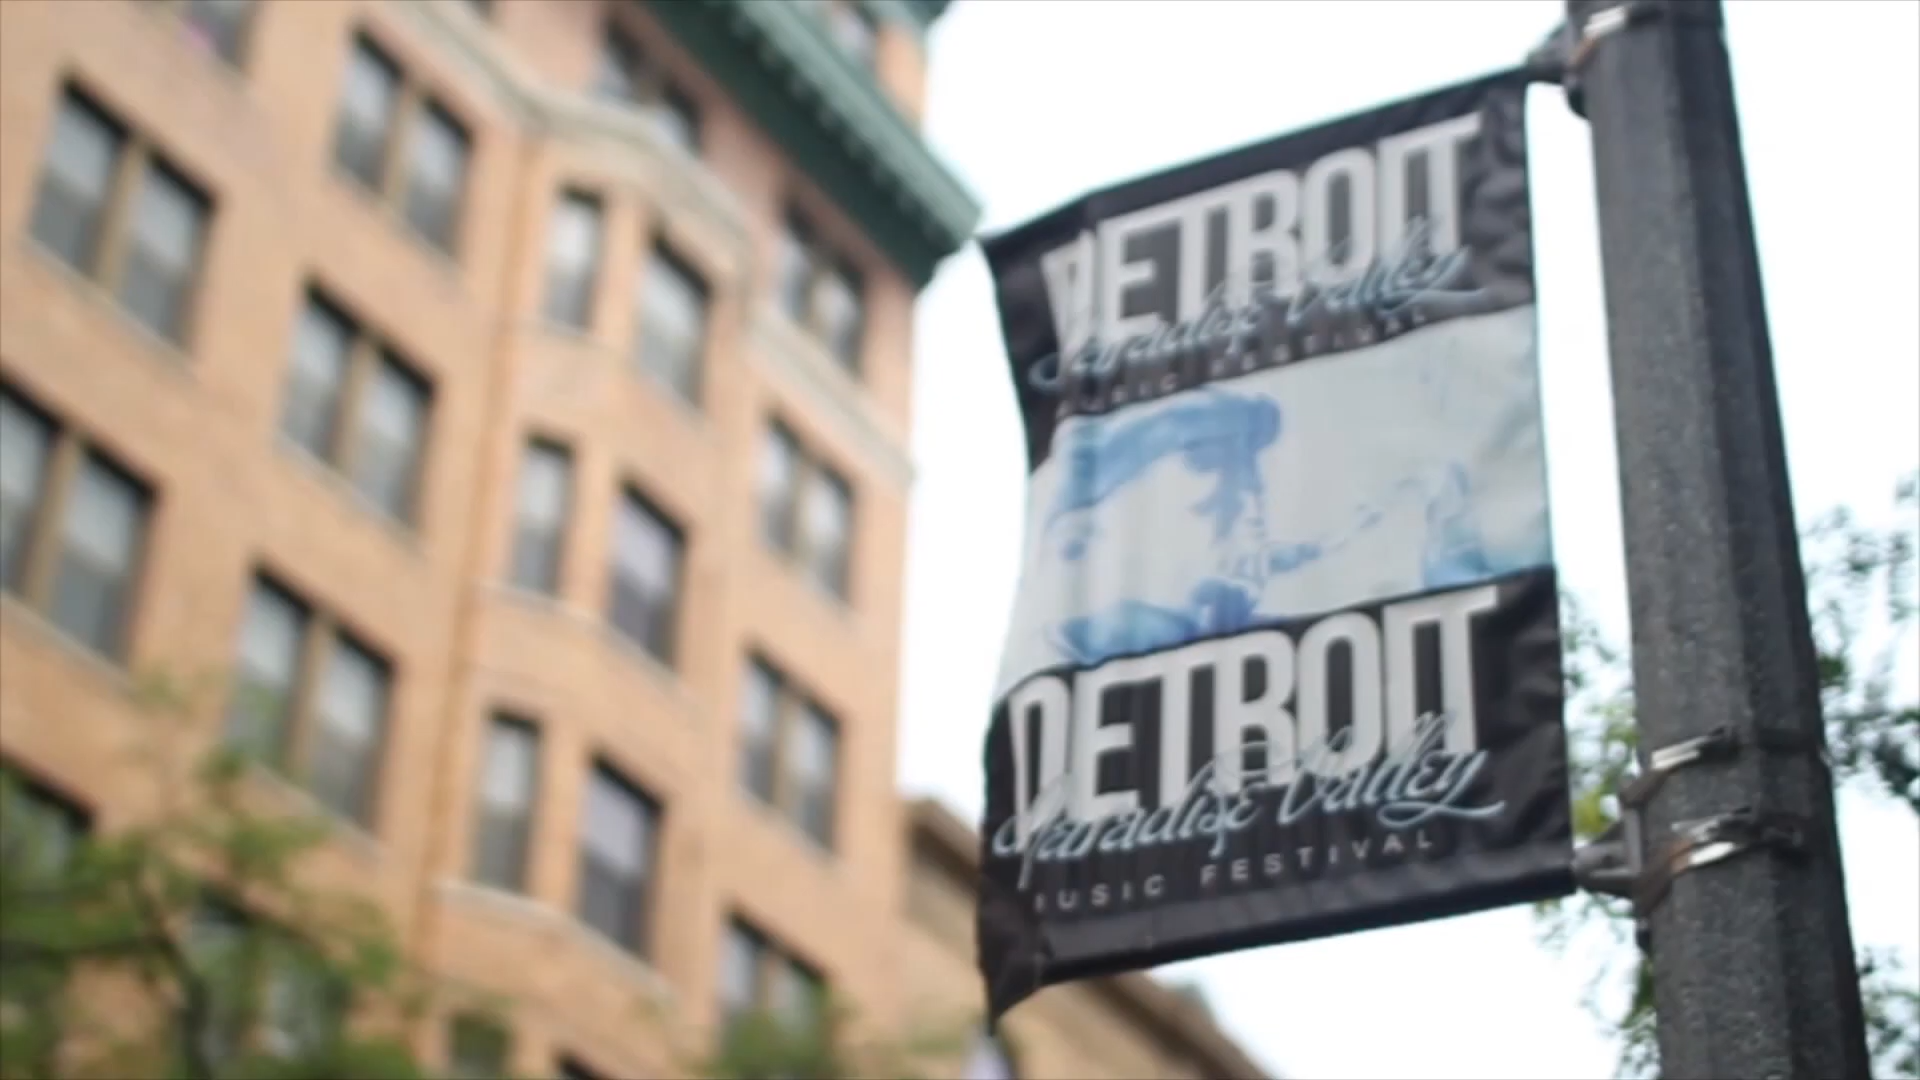 DETROIT
Paradise Valley
MUSIC FESTIVAL
DETROIT
Paradise Valley
MUSIC FESTIVAL